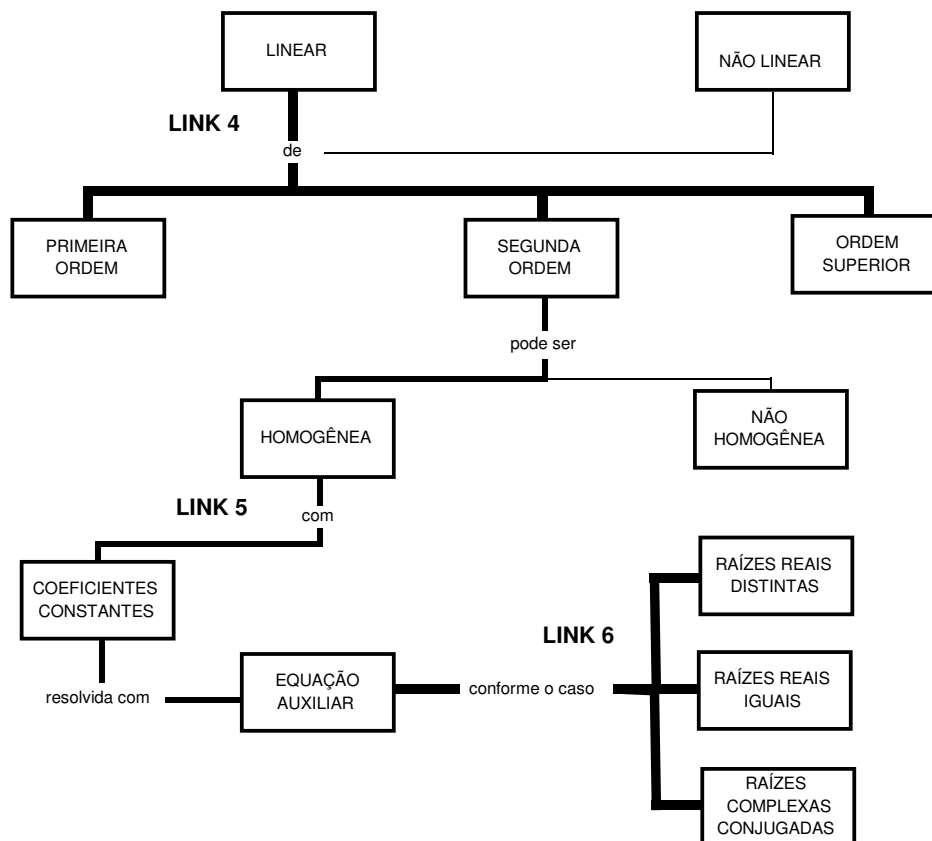 LINEAR
NÃO LINEAR
LINK 4
de
PRIMEIRA
ORDEM
SEGUNDA
ORDEM
ORDEM
SUPERIOR
pode ser
HOMOGÊNEA
NÃO
HOMOGÊNEA
LINK 5
com
COEFICIENTES
CONSTANTES
RAÍZES REAIS
DISTINTAS
LINK 6
resolvida com
EQUAÇÃO
AUXILIAR
conforme o caso
RAÍZES REAIS
IGUAIS
RAÍZES
COMPLEXAS
CONJUGADAS